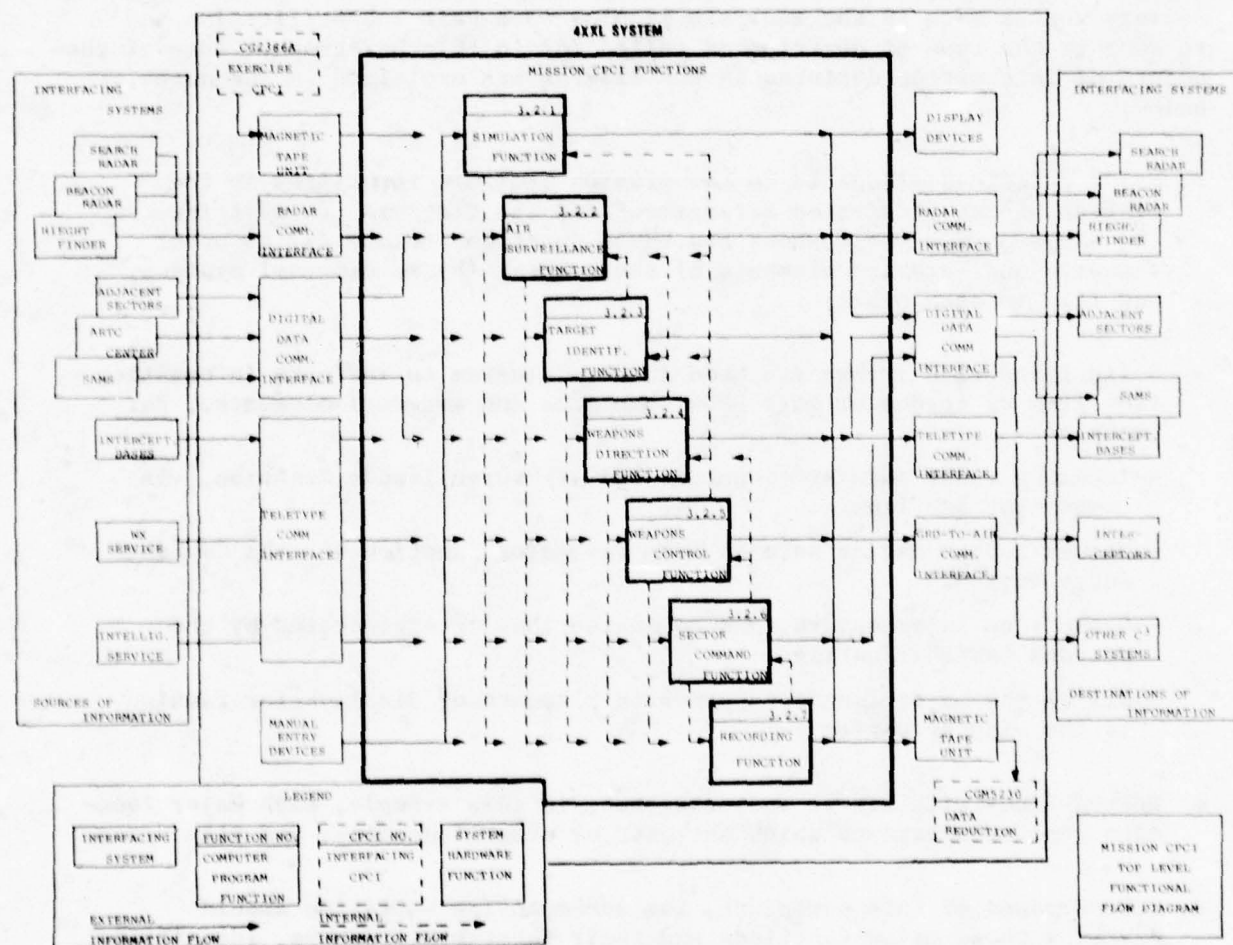 4XXL SYSTEM
CG2386A
EXERCISE
CPCI
MISSION CPCI FUNCTIONS
INTERFACING
SYSTEMS
SEARCH
RADAR
BEACON
RADAR
HIEGHT
FINDER
ADJACENT
SECTORS
ARTC
CENTER
SAMS
INTERCEPT.
BASES
WX
SERVICE
INTELLIG.
SERVICE
SOURCES OF
INFORMATION
MAGNETIC
TAPE
UNIT
RADAR
COMM.
INTERFACE
DIGITAL
DATA
COMM.
INTERFACE
TELETYPE
COMM
INTERFACE
MANUAL
ENTRY
DEVICES
3.2.1
SIMULATION
FUNCTION
3.2.2
AIR
SURVEILLANCE
FUNCTION
3.2.3
TARGET
IDENTIF.
FUNCTION
3.2.4
WEAPONS
DIRECTION
FUNCTION
3.2.5
WEAPONS
CONTROL
FUNCTION
3.2.6
SECTOR
COMMAND
FUNCTION
3.2.7
RECORDING
FUNCTION
DISPLAY
DEVICES
RADAR
COMM.
INTERFACE
DIGITAL
DATA
COMM
INTERFACE
TELETYPE
COMM.
INTERFACE
GRD-TO-AIR
COMM.
INTERFACE
MAGNETIC
TAPE
UNIT
CGM5230
DATA
REDUCTION
INTERFACING SYSTEMS
SEARCH
RADAR
BEACON
RADAR
HIEGH.
FINDER
ADJACENT
SECTORS
SAMS
INTERCEPT.
BASES
INTER-
CEPTORS
OTHER C³
SYSTEMS
DESTINATIONS OF
INFORMATION
LEGEND
INTERFACING
SYSTEM
FUNCTION NO.
COMPUTER
PROGRAM
FUNCTION
CPCI NO.
INTERFACING
CPCI
SYSTEM
HARDWARE
FUNCTION
EXTERNAL
INFORMATION FLOW
INTERNAL
INFORMATION FLOW
MISSION CPCI
TOP LEVEL
FUNCTIONAL
FLOW DIAGRAM